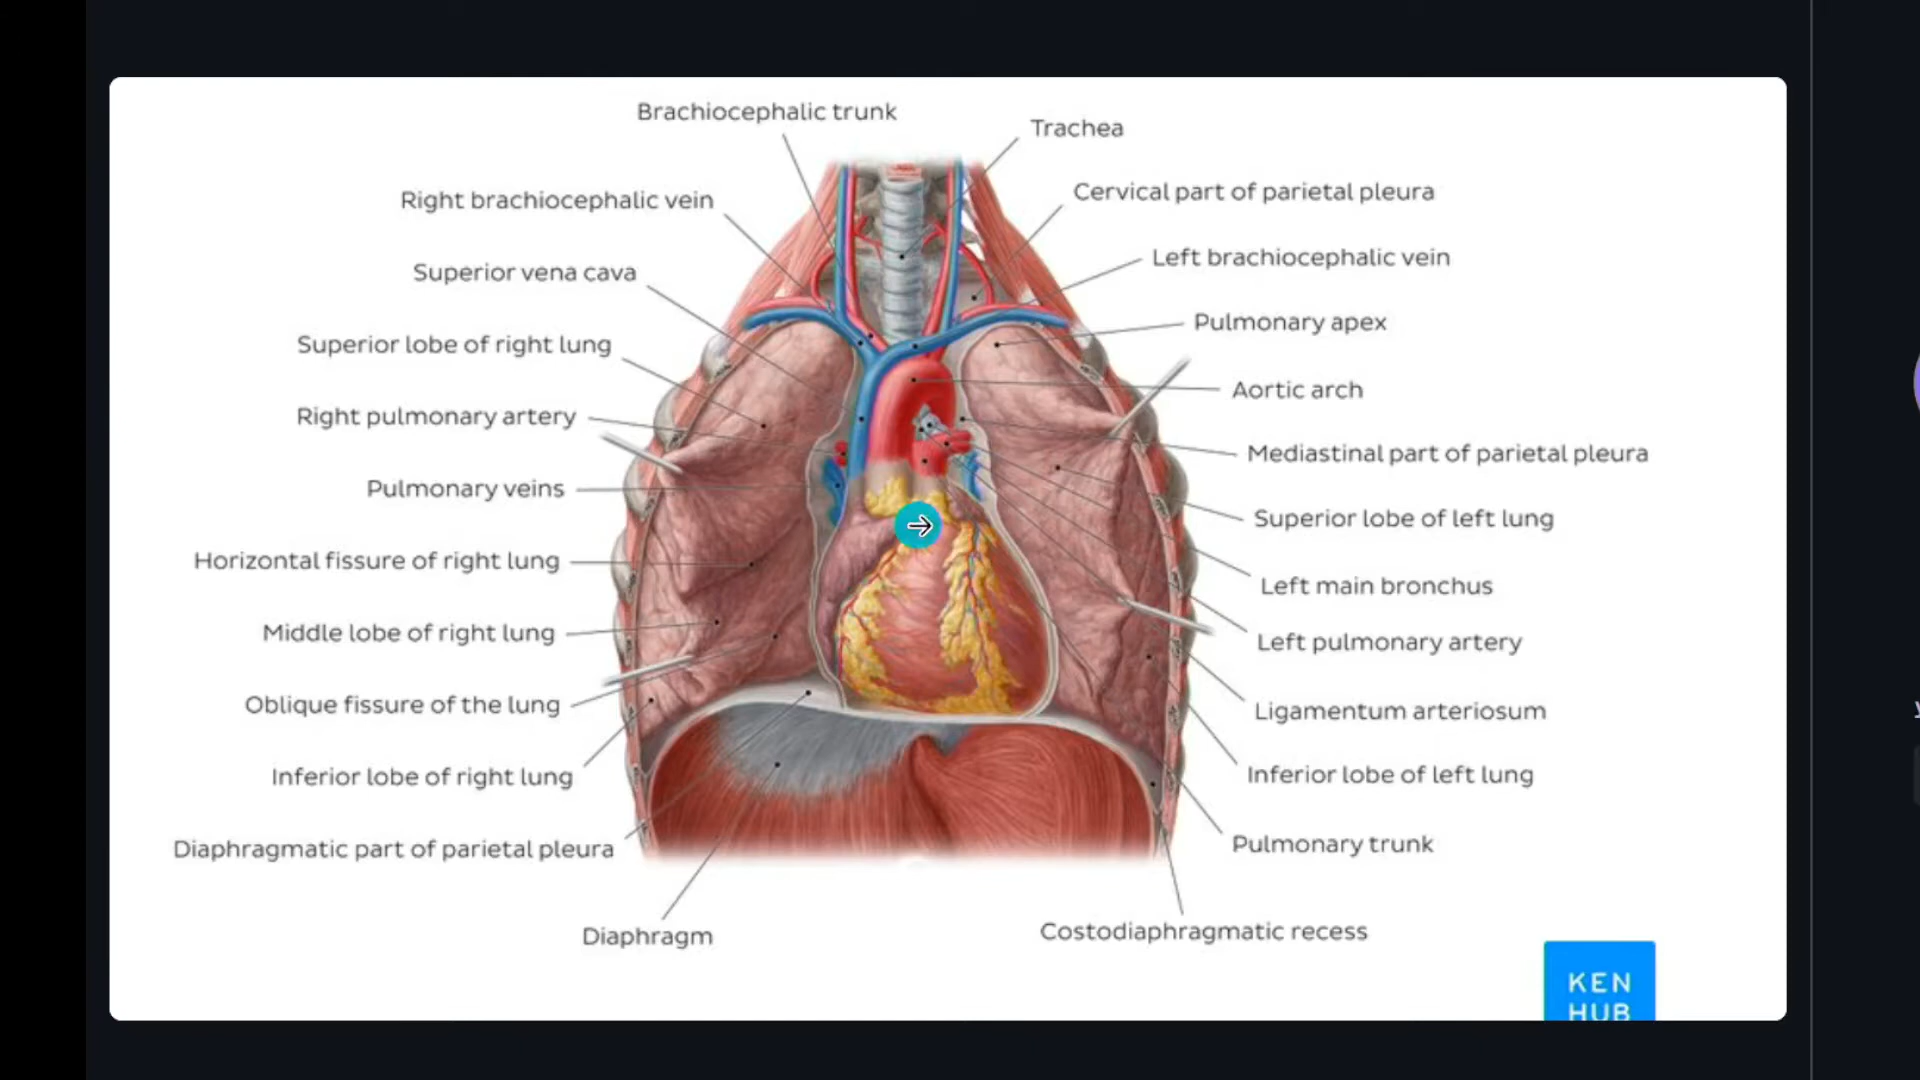 Brachiocephalic trunk
Trachea
Right brachiocephalic vein
Cervical part of parietal pleura
Superior vena cava
Left brachiocephalic vein
Superior lobe of right lung
Pulmonary apex
Right pulmonary artery
Aortic arch
Pulmonary veins
Mediastinal part of parietal pleura
Horizontal fissure of right lung
Superior lobe of left lung
Middle lobe of right lung
Left main bronchus
Oblique fissure of the lung
Left pulmonary artery
Inferior lobe of right lung
Ligamentum arteriosum
Diaphragmatic part of parietal pleura
Inferior lobe of left lung
Diaphragm
Pulmonary trunk
Costodiaphragmatic recess
KEN
HUB